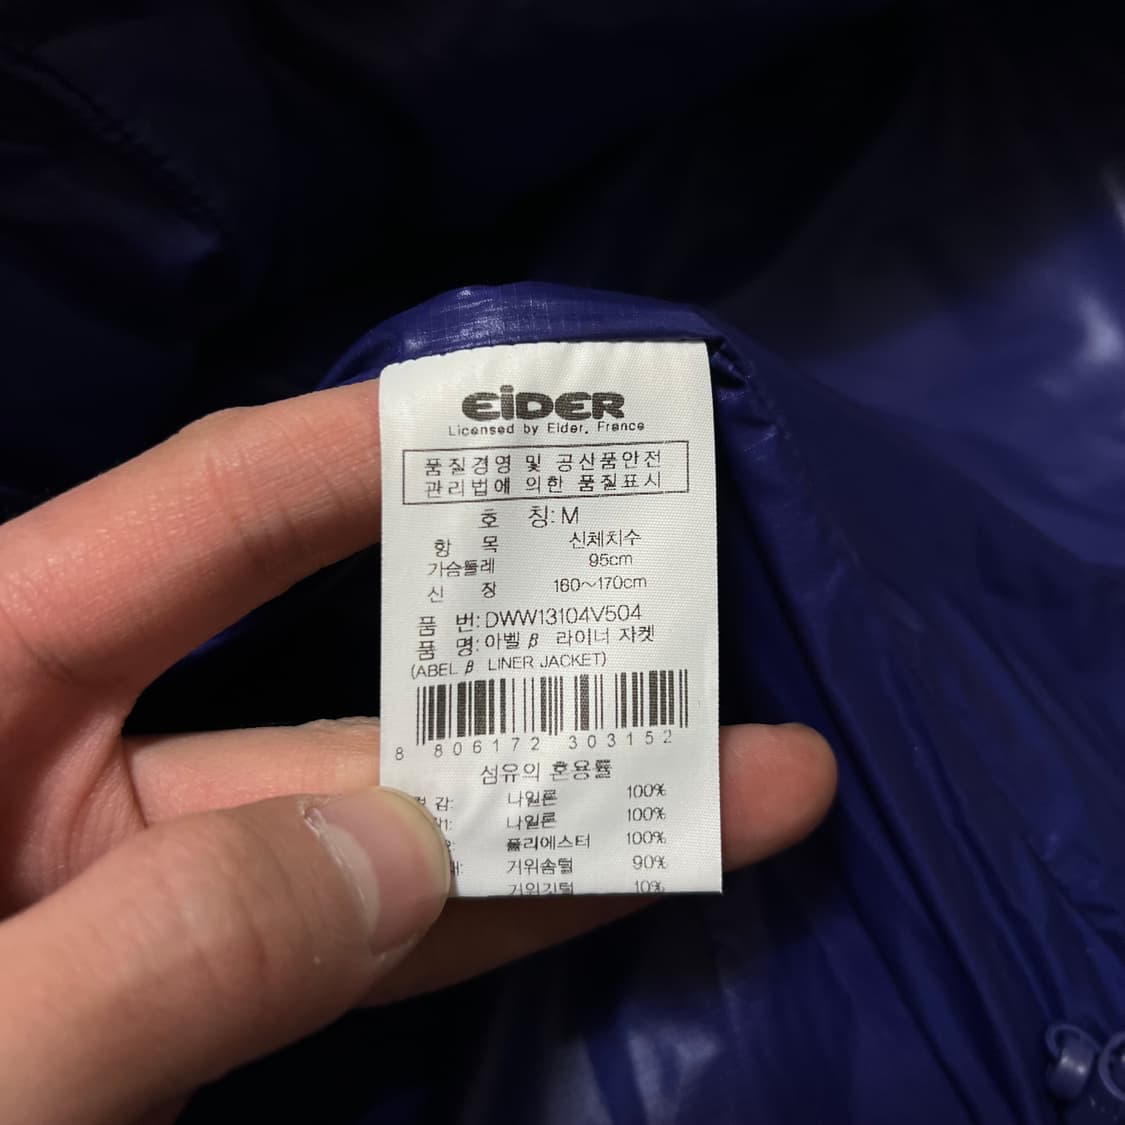 EiDER
Licensed by Eider, France
품질경영 및 공산품안전
관리법에 의한 품질표시
호 칭: M
항 목 신체치수
가슴둘레 95cm
신 장 160~170cm
품 번: DWW13104V504
품 명: 아벨 β 라이너 자켓
(ABEL β LINER JACKET)
8 806172 303152
섬유의 혼용률
감: 나일론 100%
나일론 100%
폴리에스터 100%
거위솜털 90%
거위깃털 10%